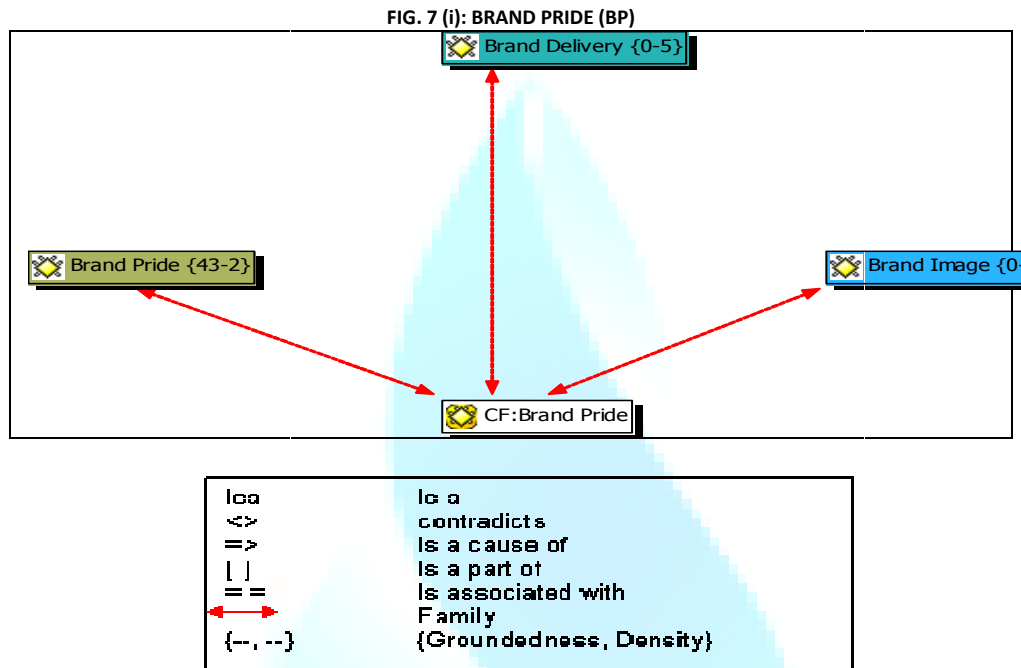 FIG. 7 (i): BRAND PRIDE (BP)
Brand Delivery {0-5}
Brand Pride {43-2}
Brand Image {0-
CF:Brand Pride
Isa Is a
<> contradicts
=> Is a cause of
[ ] Is a part of
== Is associated with
Family
{--, --} {Groundedness, Density}